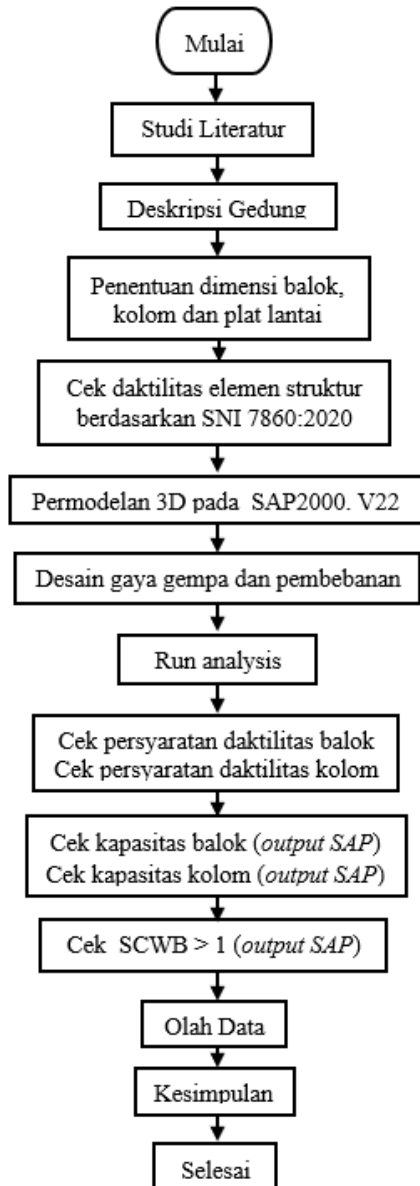 Mulai
Studi Literatur
Deskripsi Gedung
Penentuan dimensi balok,
kolom dan plat lantai
Cek daktilitas elemen struktur
berdasarkan SNI 7860:2020
Permodelan 3D pada SAP2000. V22
Desain gaya gempa dan pembebanan
Run analysis
Cek persyaratan daktilitas balok
Cek persyaratan daktilitas kolom
Cek kapasitas balok (output SAP)
Cek kapasitas kolom (output SAP)
Cek SCWB > 1 (output SAP)
Olah Data
Kesimpulan
Selesai